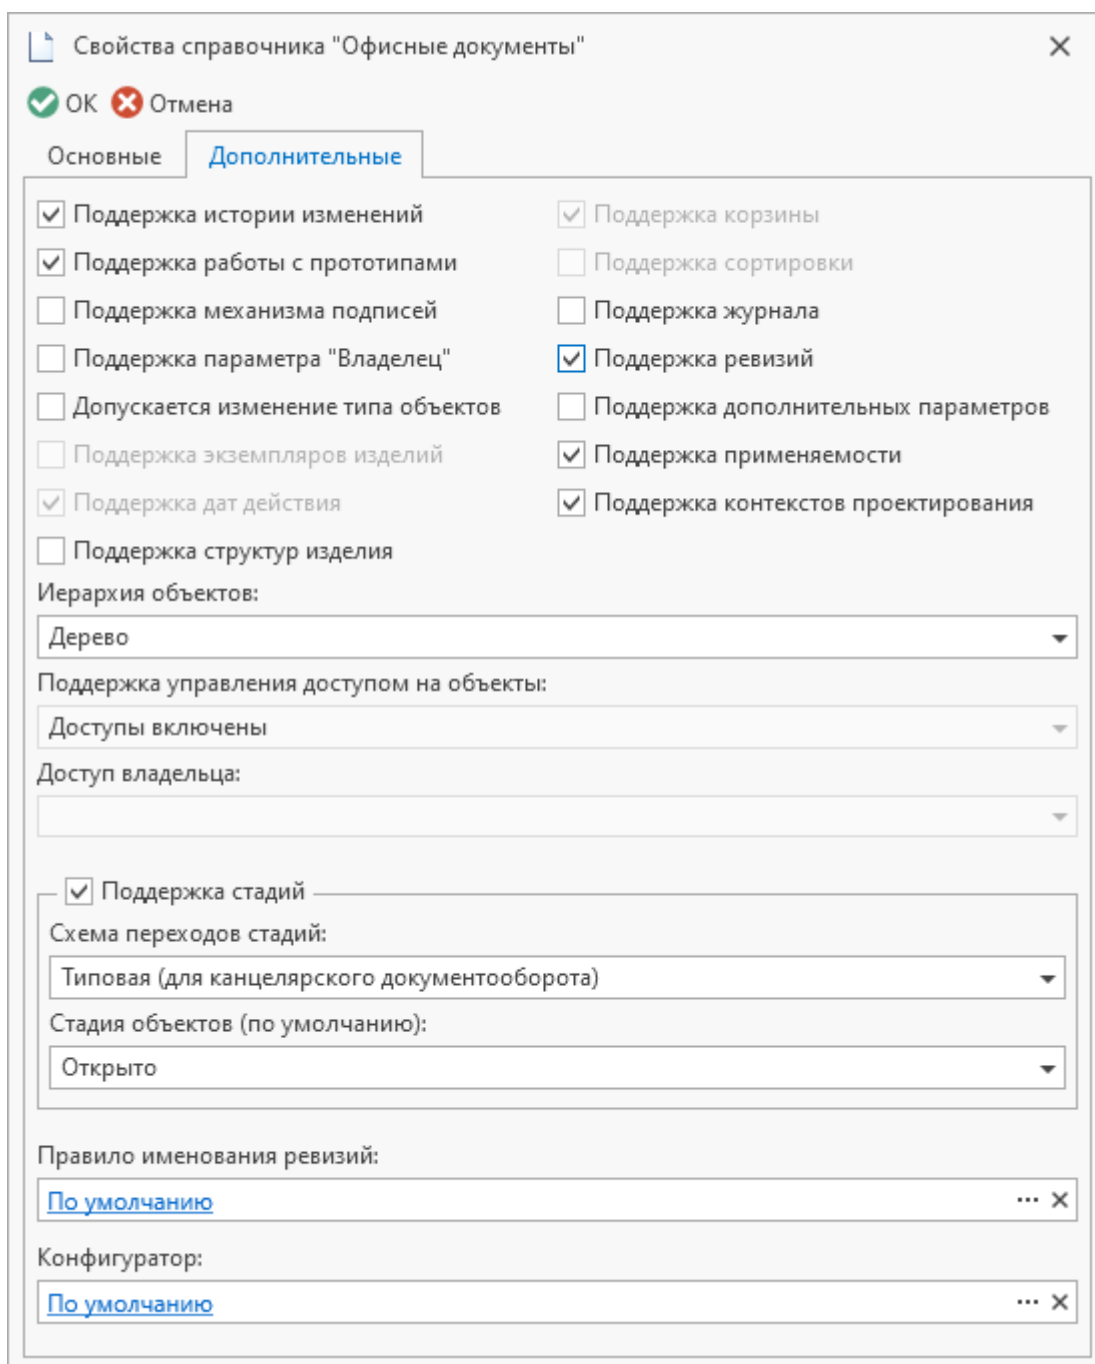 Свойства справочника "Офисные документы"
ОК Отмена
Основные Дополнительные
Поддержка истории изменений Поддержка корзины
Поддержка работы с прототипами Поддержка сортировки
Поддержка механизма подписей Поддержка журнала
Поддержка параметра "Владелец" Поддержка ревизий
Допускается изменение типа объектов Поддержка дополнительных параметров
Поддержка экземпляров изделий Поддержка применяемости
Поддержка дат действия Поддержка контекстов проектирования
Поддержка структур изделия
Иерархия объектов:
Дерево
Поддержка управления доступом на объекты:
Доступы включены
Доступ владельца:
Поддержка стадий
Схема переходов стадий:
Типовая (для канцелярского документооборота)
Стадия объектов (по умолчанию):
Открыто
Правило именования ревизий:
По умолчанию
Конфигуратор:
По умолчанию